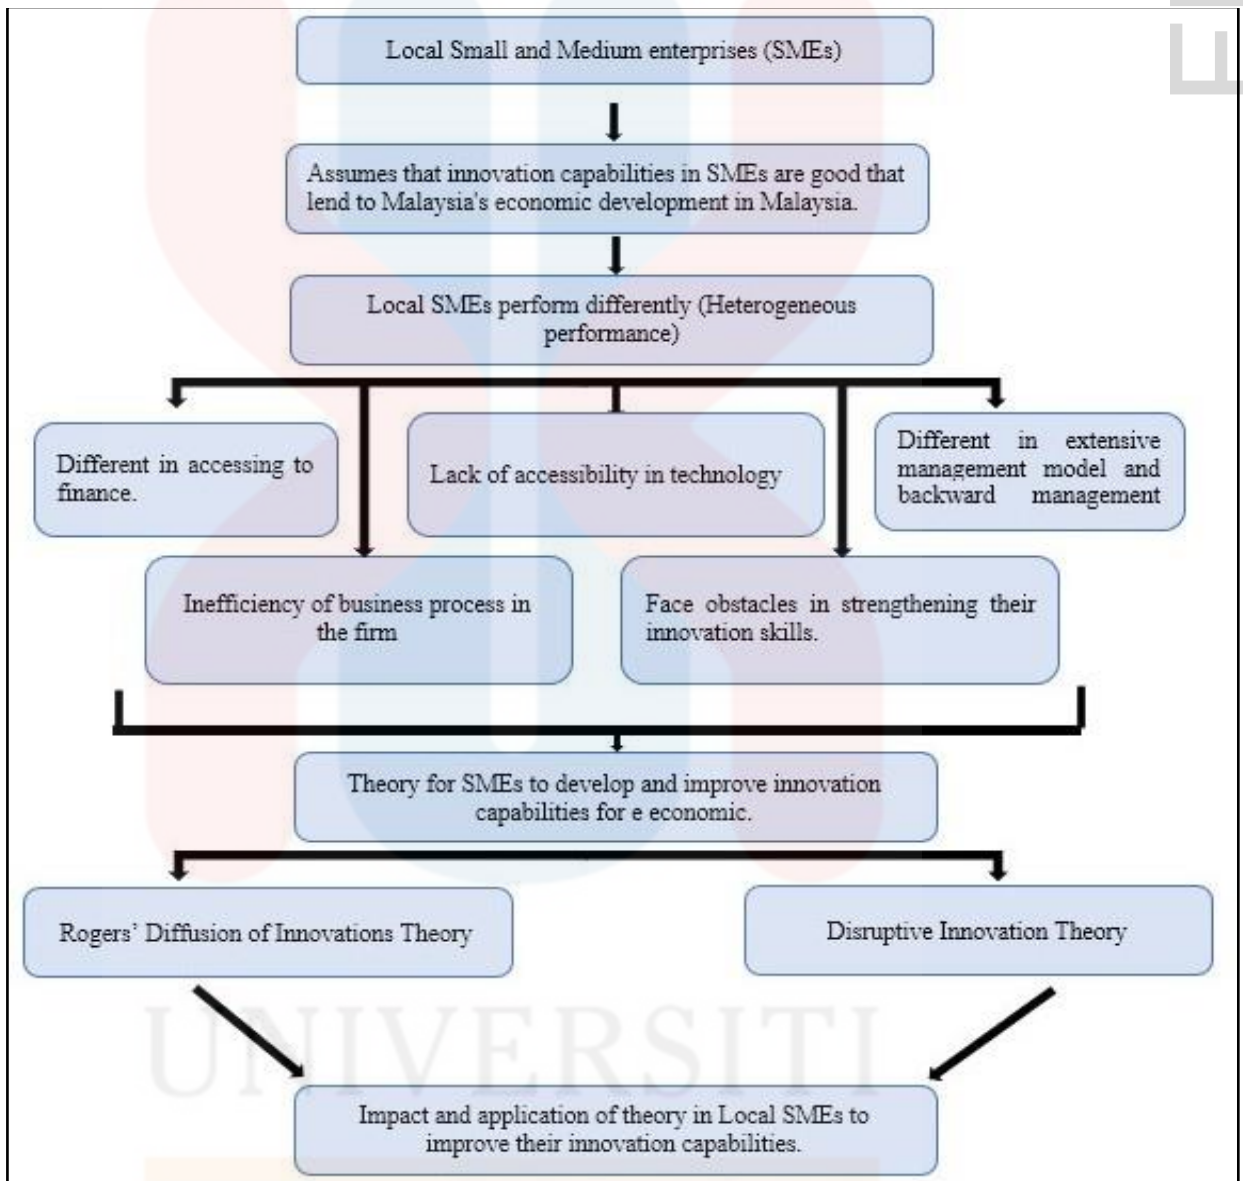 Local Small and Medium enterprises (SMEs)
Assumes that innovation capabilities in SMEs are good that
lend to Malaysia's economic development in Malaysia.
Local SMEs perform differently (Heterogeneous
performance)
Different in accessing to
finance.
Lack of accessibility in technology
Different in extensive
management model and
backward management
Inefficiency of business process in
the firm
Face obstacles in strengthening their
innovation skills.
Theory for SMEs to develop and improve innovation
capabilities for e economic.
Rogers’ Diffusion of Innovations Theory
Disruptive Innovation Theory
UNIVERSITI
Impact and application of theory in Local SMEs to
improve their innovation capabilities.